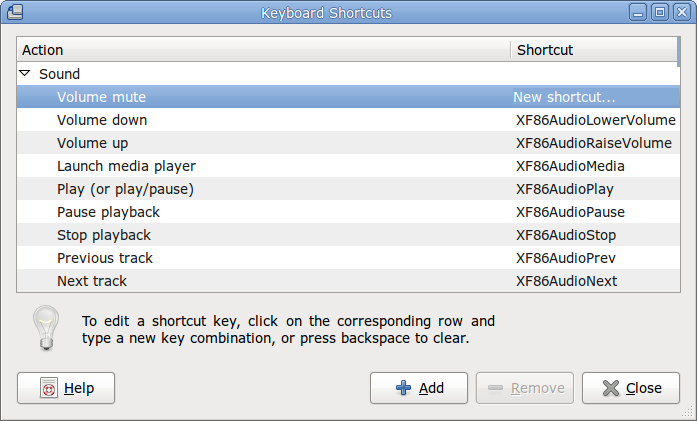 Keyboard Shortcuts
Action Shortcut
Sound
Volume mute New shortcut...
Volume down XF86AudioLowerVolume
Volume up XF86AudioRaiseVolume
Launch media player XF86AudioMedia
Play (or play/pause) XF86AudioPlay
Pause playback XF86AudioPause
Stop playback XF86AudioStop
Previous track XF86AudioPrev
Next track XF86AudioNext
To edit a shortcut key, click on the corresponding row and
type a new key combination, or press backspace to clear.
Help Add Remove Close